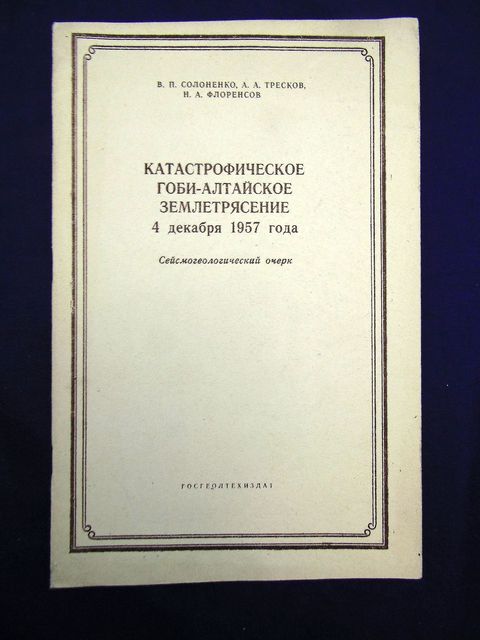 В. П. СОЛОНЕНКО, А. А. ТРЕСКОВ,
Н. А. ФЛОРЕНСОВ
КАТАСТРОФИЧЕСКОЕ
ГОБИ-АЛТАЙСКОЕ
ЗЕМЛЕТРЯСЕНИЕ
4 декабря 1957 года
Сейсмогеологический очерк
ГОСГЕОЛТЕХИЗДАТ